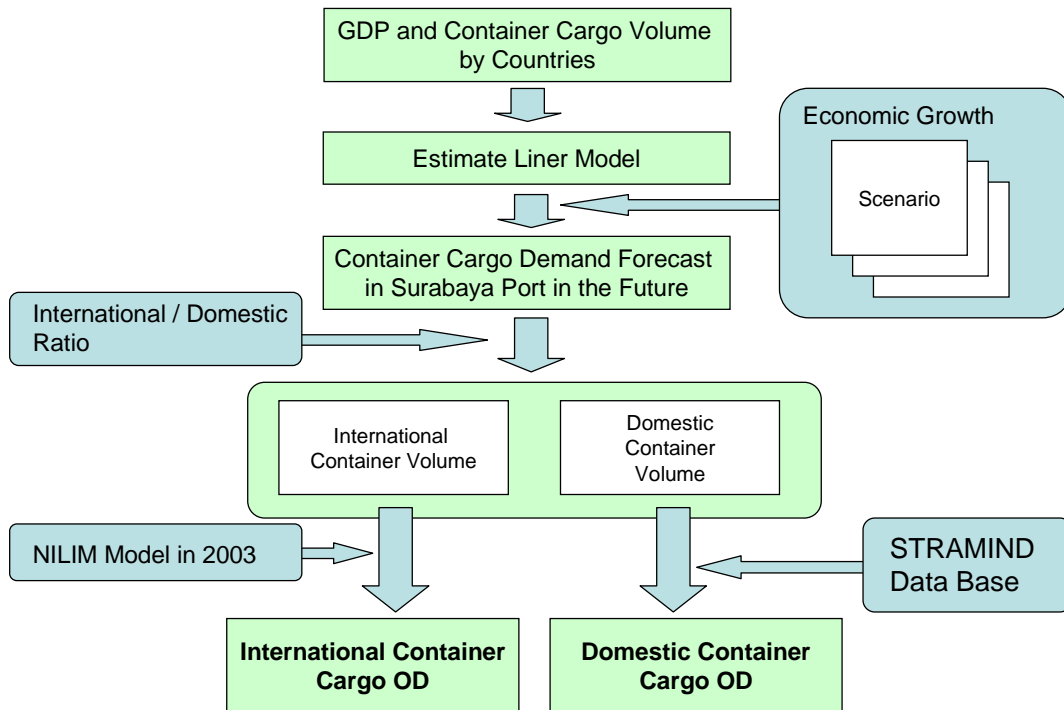 GDP and Container Cargo Volume
by Countries
Economic Growth
Scenario
Estimate Liner Model
Container Cargo Demand Forecast
in Surabaya Port in the Future
International / Domestic
Ratio
International
Container Volume
Domestic
Container
Volume
NILIM Model in 2003
STRAMIND
Data Base
International Container
Cargo OD
Domestic Container
Cargo OD